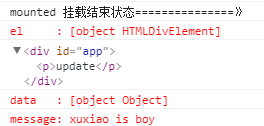 mounted 挂载结束状态===============》
el     : [object HTMLDivElement]
▼<div id="app">
<p>update</p>
</div>
data   : [object Object]
message: xuxiao is boy